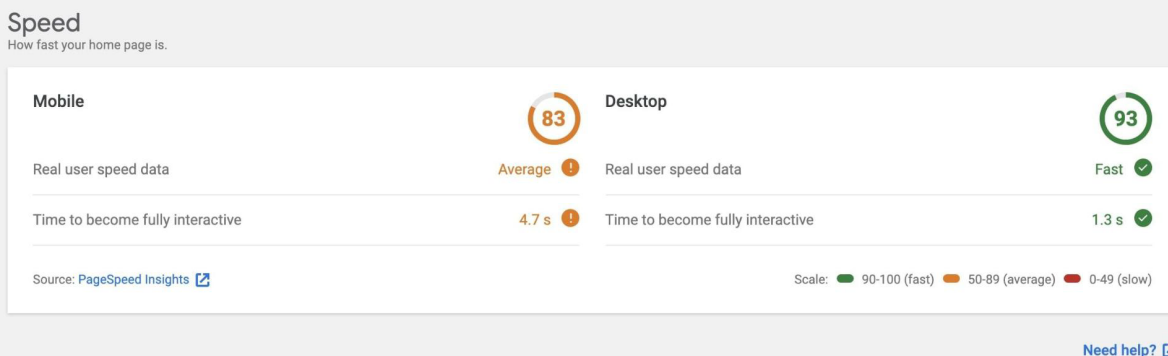 Speed
How fast your home page is.
Mobile
83
Real user speed data Average
Time to become fully interactive 4.7 s
Source: PageSpeed Insights
Desktop
93
Real user speed data Fast
Time to become fully interactive 1.3 s
Scale: 90-100 (fast) 50-89 (average) 0-49 (slow)
Need help?